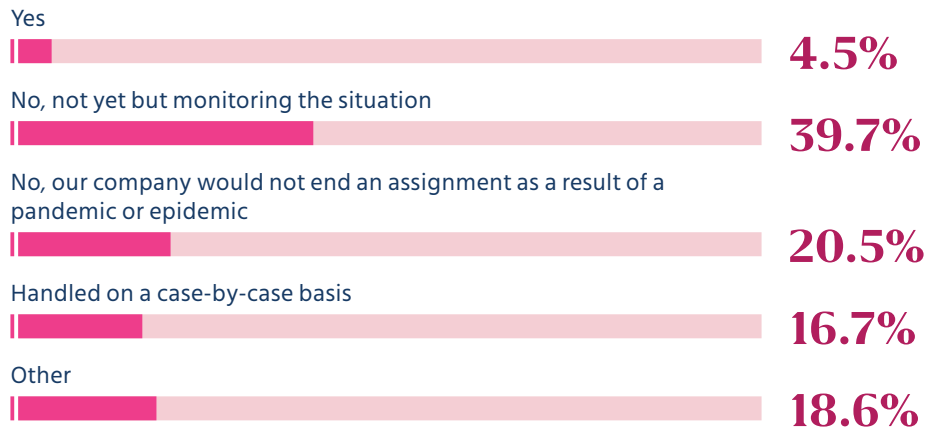 Yes
4.5%
No, not yet but monitoring the situation
39.7%
No, our company would not end an assignment as a result of a
pandemic or epidemic
20.5%
Handled on a case-by-case basis
16.7%
Other
18.6%